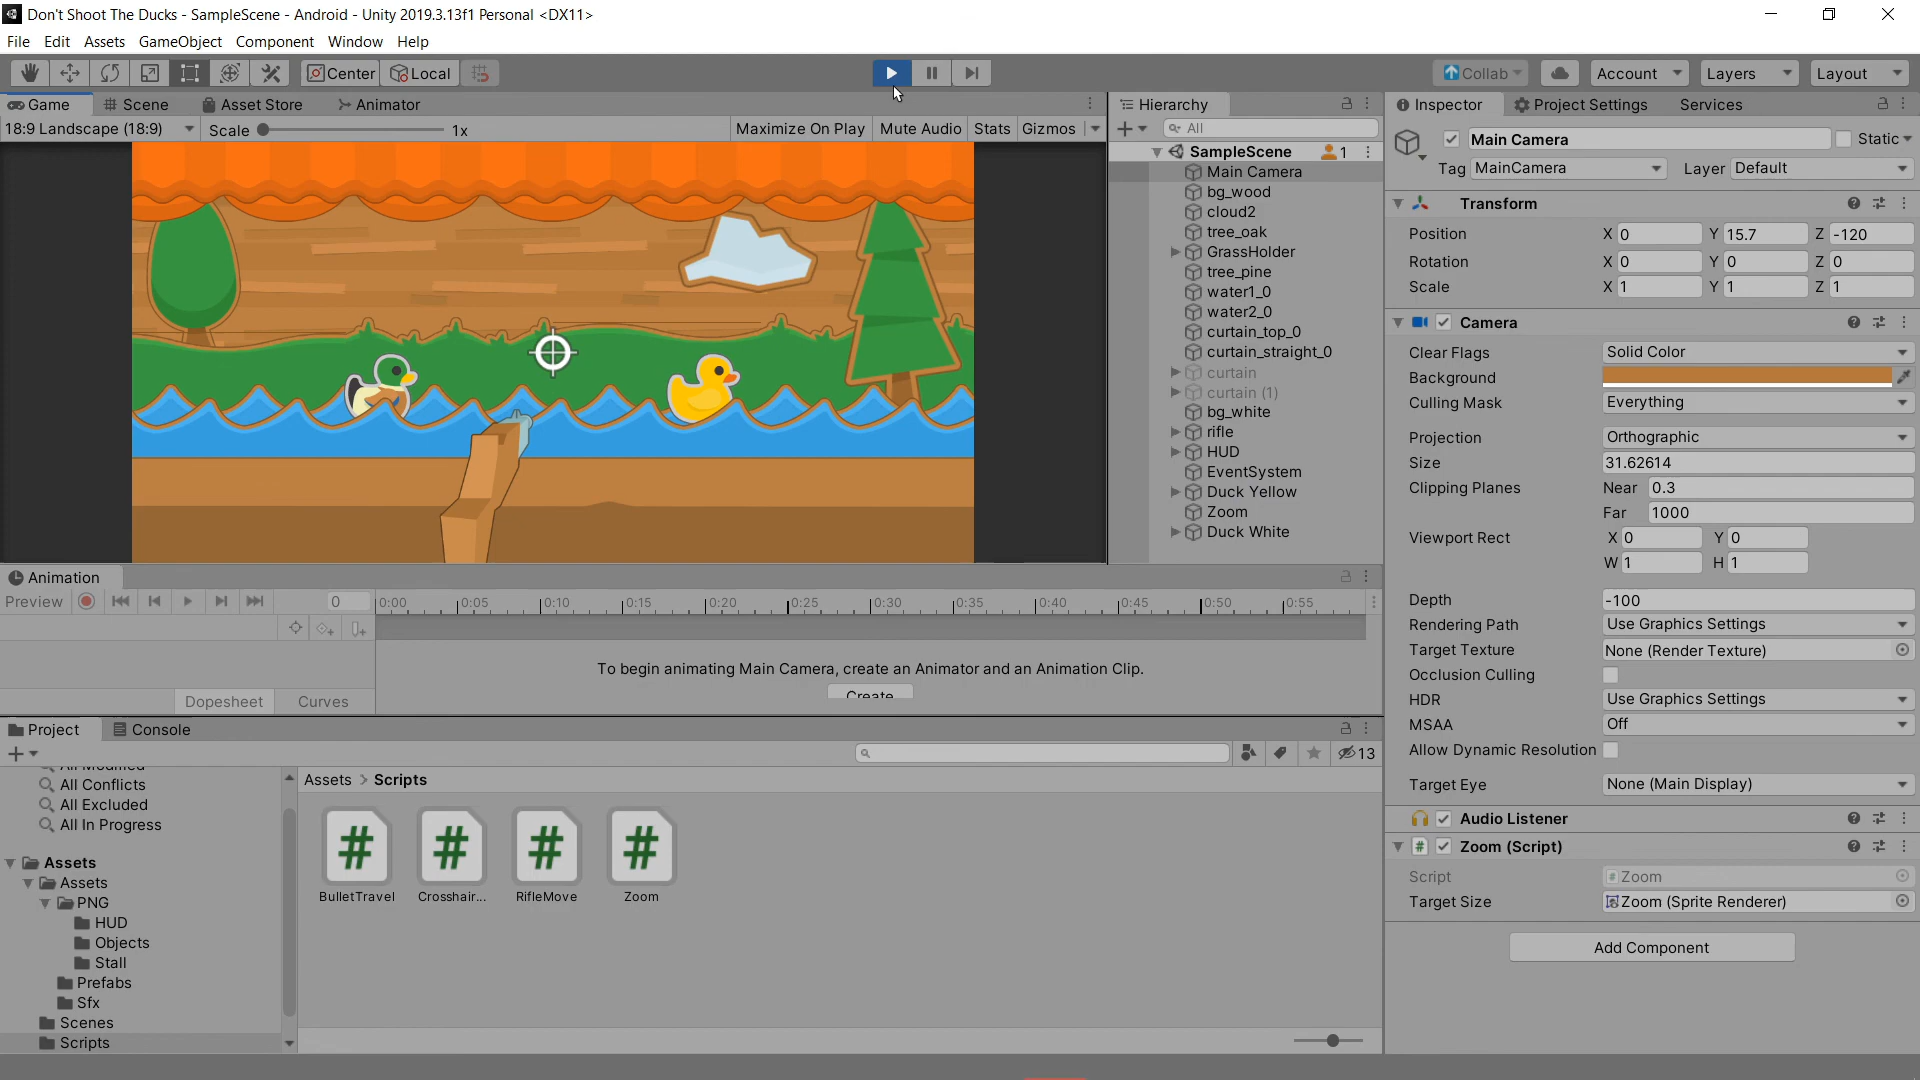 Don't Shoot The Ducks - SampleScene - Android - Unity 2019.3.13f1 Personal <DX11>
File Edit Assets GameObject Component Window Help
Center Local Collab Account Layers Layout
Game Scene Asset Store Animator
18:9 Landscape (18:9) Scale 1x Maximize On Play Mute Audio Stats Gizmos
Hierarchy
All
SampleScene 1
Main Camera
bg_wood
cloud2
tree_oak
GrassHolder
tree_pine
water1_0
water2_0
curtain_top_0
curtain_straight_0
curtain
curtain (1)
bg_white
rifle
HUD
EventSystem
Duck Yellow
Zoom
Duck White
Inspector Project Settings Services
Main Camera Static
Tag MainCamera Layer Default
Transform
Position X 0 Y 15.7 Z -120
Rotation X 0 Y 0 Z 0
Scale X 1 Y 1 Z 1
Camera
Clear Flags Solid Color
Background
Culling Mask Everything
Projection Orthographic
Size 31.62614
Clipping Planes Near 0.3
Far 1000
Viewport Rect X 0 Y 0
W 1 H 1
Depth -100
Rendering Path Use Graphics Settings
Target Texture None (Render Texture)
Occlusion Culling
HDR Use Graphics Settings
MSAA Off
Allow Dynamic Resolution
Target Eye None (Main Display)
Audio Listener
Zoom (Script)
Script Zoom
Target Size Zoom (Sprite Renderer)
Add Component
Animation
Preview 0 0:00 0:05 0:10 0:15 0:20 0:25 0:30 0:35 0:40 0:45 0:50 0:55
To begin animating Main Camera, create an Animator and an Animation Clip.
Create
Dopesheet Curves
Project Console
13
All Modified
All Conflicts
All Excluded
All In Progress
Assets
Assets
PNG
HUD
Objects
Stall
Prefabs
Sfx
Scenes
Scripts
Assets > Scripts
BulletTravel Crosshair... RifleMove Zoom